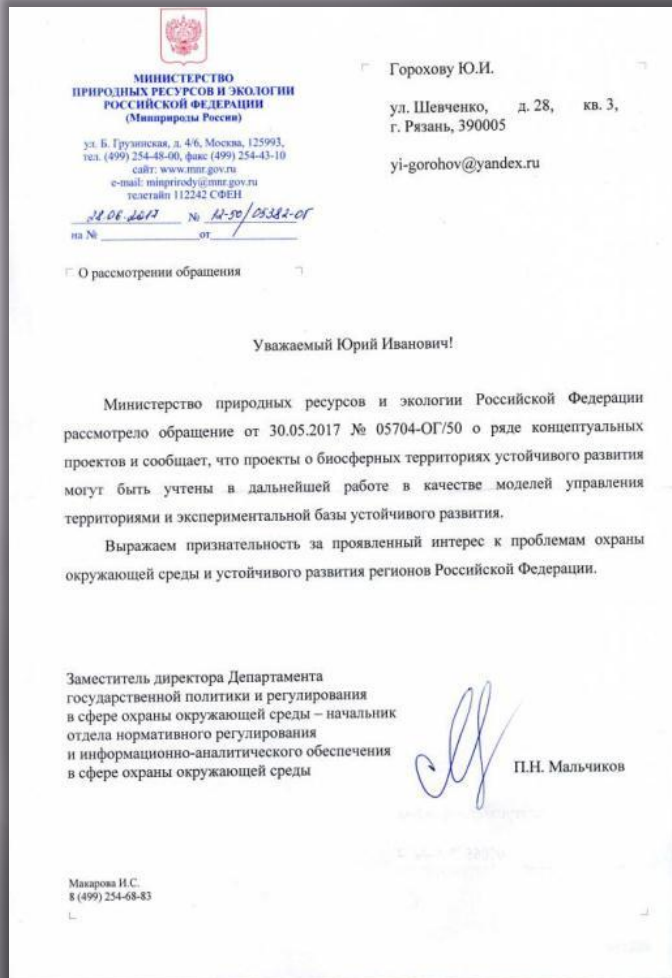 МИНИСТЕРСТВО
ПРИРОДНЫХ РЕСУРСОВ И ЭКОЛОГИИ
РОССИЙСКОЙ ФЕДЕРАЦИИ
(Минприроды России)
ул. Б. Грузинская, д. 4/6, Москва, 125993,
тел. (499) 254-48-00, факс (499) 254-43-10
сайт: www.mnr.gov.ru
e-mail: minprirody@mnr.gov.ru
телетайп 112242 СФЕН
28.06.2017 № 12-50/05382-ОГ
на № от
Горохову Ю.И.
ул. Шевченко, д. 28, кв. 3,
г. Рязань, 390005
yi-gorohov@yandex.ru
О рассмотрении обращения
Уважаемый Юрий Иванович!
Министерство природных ресурсов и экологии Российской Федерации
рассмотрело обращение от 30.05.2017 № 05704-ОГ/50 о ряде концептуальных
проектов и сообщает, что проекты о биосферных территориях устойчивого развития
могут быть учтены в дальнейшей работе в качестве моделей управления
территориями и экспериментальной базы устойчивого развития.
Выражаем признательность за проявленный интерес к проблемам охраны
окружающей среды и устойчивого развития регионов Российской Федерации.
Заместитель директора Департамента
государственной политики и регулирования
в сфере охраны окружающей среды – начальник
отдела нормативного регулирования
и информационно-аналитического обеспечения
в сфере охраны окружающей среды
П.Н. Мальчиков
Макарова И.С.
8 (499) 254-68-83